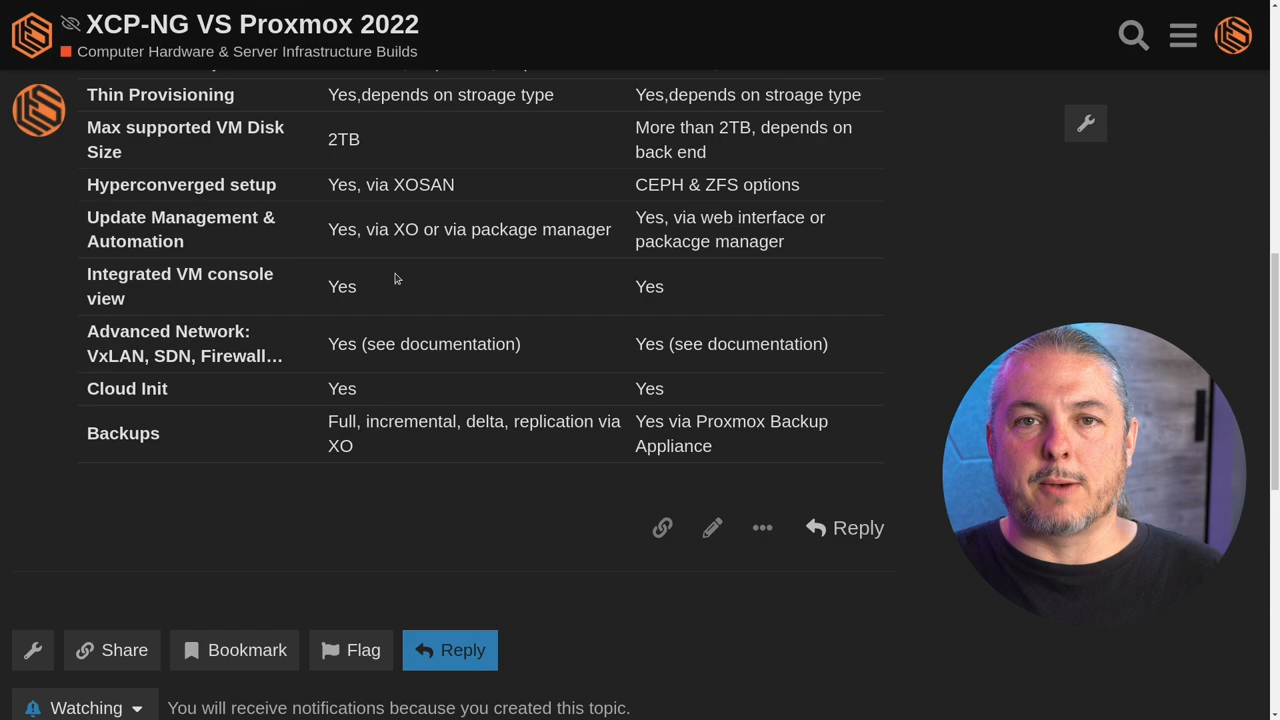 XCP-NG VS Proxmox 2022
Computer Hardware & Server Infrastructure Builds
Thin Provisioning
Yes,depends on stroage type
Yes,depends on stroage type
Max supported VM Disk
Size
2TB
More than 2TB, depends on
back end
Hyperconverged setup
Yes, via XOSAN
CEPH & ZFS options
Update Management &
Automation
Yes, via XO or via package manager
Yes, via web interface or
packacge manager
Integrated VM console
view
Yes
Yes
Advanced Network:
VxLAN, SDN, Firewall…
Yes (see documentation)
Yes (see documentation)
Cloud Init
Yes
Yes
Backups
Full, incremental, delta, replication via
XO
Yes via Proxmox Backup
Appliance
Reply
Share
Bookmark
Flag
Reply
Watching
You will receive notifications because you created this topic.